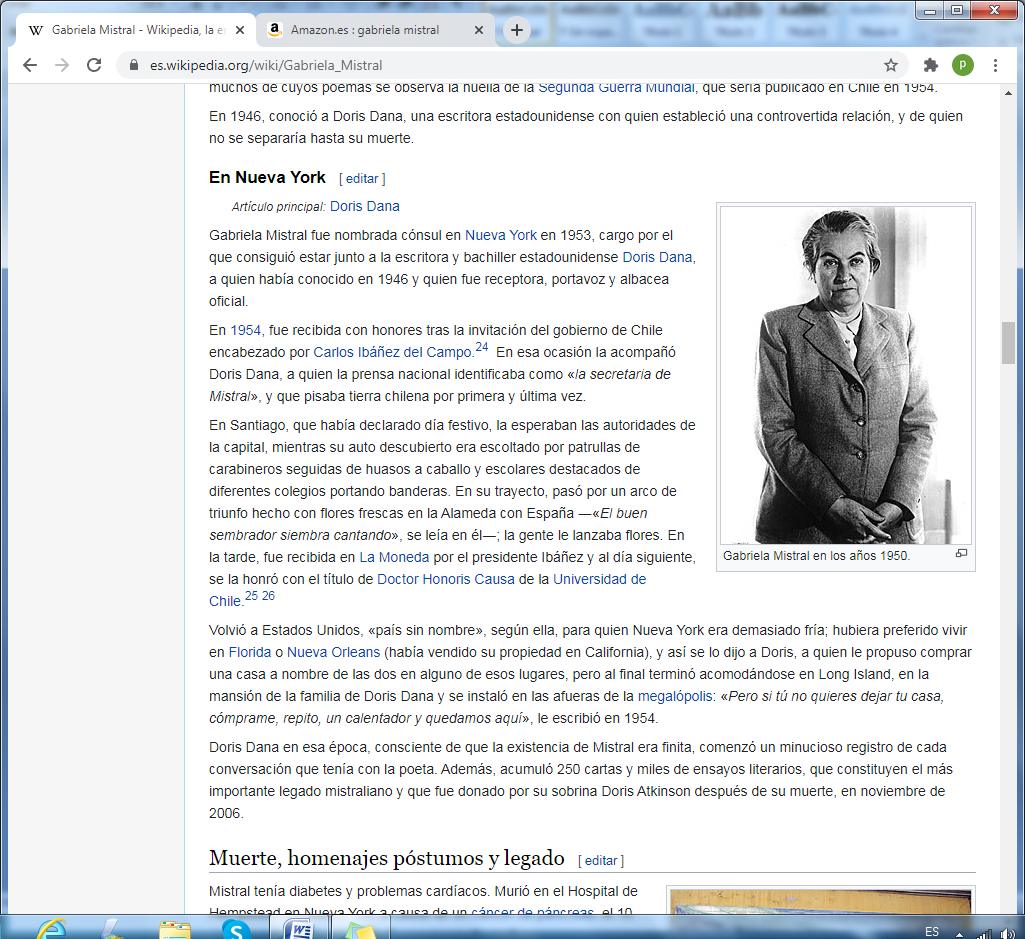 Gabriela Mistral - Wikipedia, la e
Amazon.es : gabriela mistral
es.wikipedia.org/wiki/Gabriela_Mistral
P
muchos de cuyos poemas se observa la huella de la Segunda Guerra Mundial, que sería publicado en Chile en 1954.
En 1946, conoció a Doris Dana, una escritora estadounidense con quien estableció una controvertida relación, y de quien
no se separaría hasta su muerte.
En Nueva York [ editar ]
Artículo principal: Doris Dana
Gabriela Mistral fue nombrada cónsul en Nueva York en 1953, cargo por el
que consiguió estar junto a la escritora y bachiller estadounidense Doris Dana,
a quien había conocido en 1946 y quien fue receptora, portavoz y albacea
oficial.
En 1954, fue recibida con honores tras la invitación del gobierno de Chile
encabezado por Carlos Ibáñez del Campo.24 En esa ocasión la acompañó
Doris Dana, a quien la prensa nacional identificaba como «la secretaria de
Mistral», y que pisaba tierra chilena por primera y última vez.
En Santiago, que había declarado día festivo, la esperaban las autoridades de
la capital, mientras su auto descubierto era escoltado por patrullas de
carabineros seguidas de huasos a caballo y escolares destacados de
diferentes colegios portando banderas. En su trayecto, pasó por un arco de
triunfo hecho con flores frescas en la Alameda con España —«El buen
sembrador siembra cantando», se leía en él—; la gente le lanzaba flores. En
la tarde, fue recibida en La Moneda por el presidente Ibáñez y al día siguiente,
se la honró con el título de Doctor Honoris Causa de la Universidad de
Chile.25 26
Gabriela Mistral en los años 1950.
Volvió a Estados Unidos, «país sin nombre», según ella, para quien Nueva York era demasiado fría; hubiera preferido vivir
en Florida o Nueva Orleans (había vendido su propiedad en California), y así se lo dijo a Doris, a quien le propuso comprar
una casa a nombre de las dos en alguno de esos lugares, pero al final terminó acomodándose en Long Island, en la
mansión de la familia de Doris Dana y se instaló en las afueras de la megalópolis: «Pero si tú no quieres dejar tu casa,
cómprame, repito, un calentador y quedamos aquí», le escribió en 1954.
Doris Dana en esa época, consciente de que la existencia de Mistral era finita, comenzó un minucioso registro de cada
conversación que tenía con la poeta. Además, acumuló 250 cartas y miles de ensayos literarios, que constituyen el más
importante legado mistraliano y que fue donado por su sobrina Doris Atkinson después de su muerte, en noviembre de
2006.
Muerte, homenajes póstumos y legado [ editar ]
Mistral tenía diabetes y problemas cardíacos. Murió en el Hospital de
Hempstead en Nueva York a causa de un cáncer de páncreas, el 10
ES